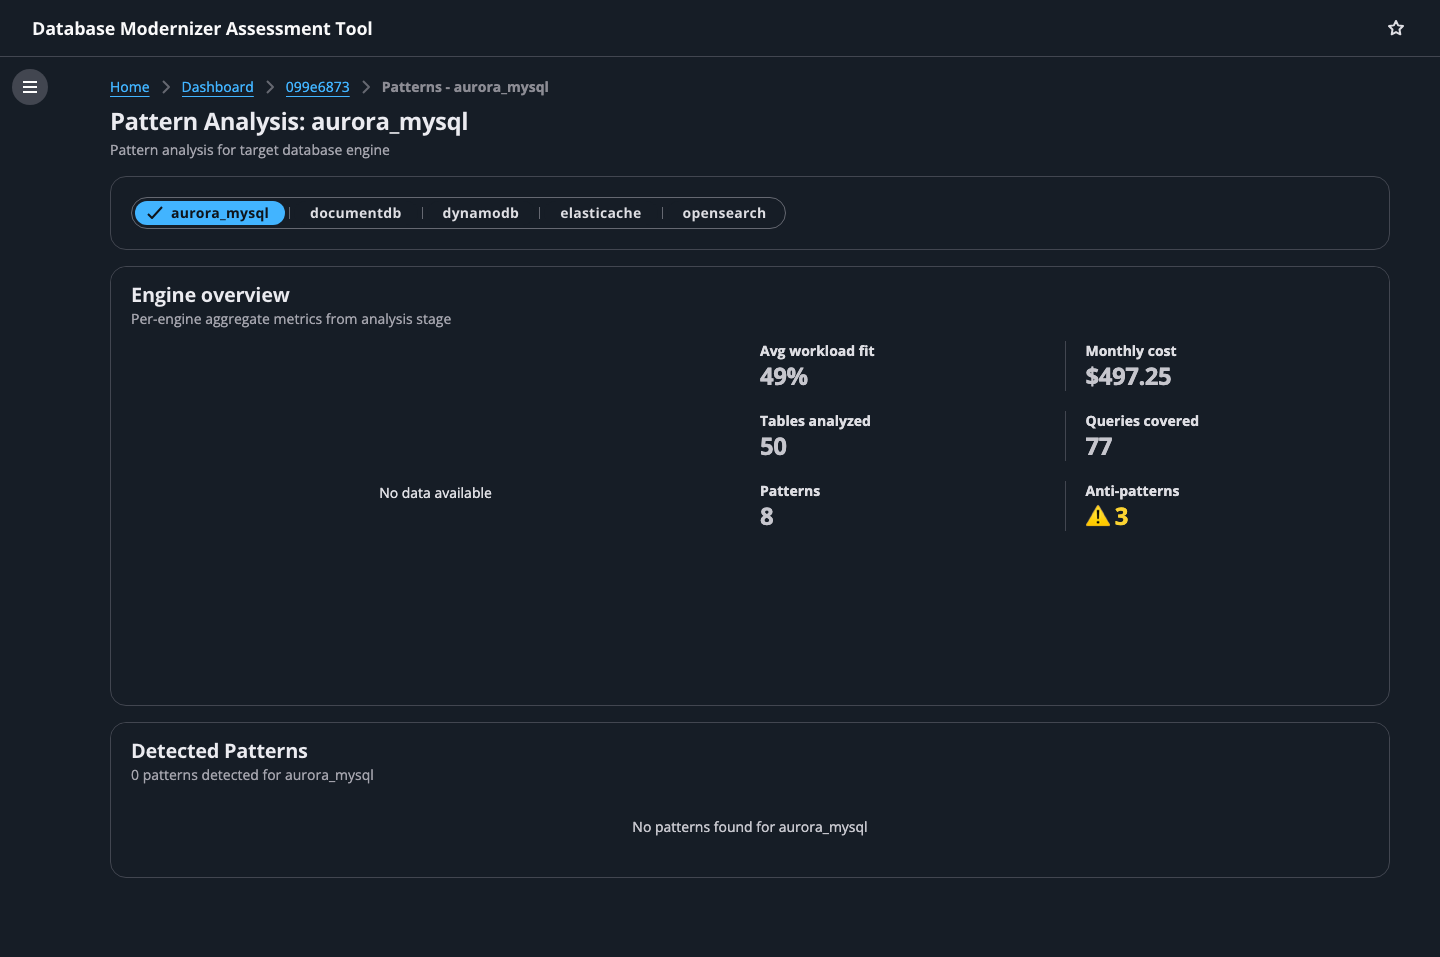 Database Modernizer Assessment Tool
Home
Dashboard
099e6873
Patterns - aurora_mysql
Pattern Analysis: aurora_mysql
Pattern analysis for target database engine
aurora_mysql
documentdb
dynamodb
elasticache
opensearch
Engine overview
Per-engine aggregate metrics from analysis stage
No data available
Avg workload fit
49%
Monthly cost
$497.25
Tables analyzed
50
Queries covered
77
Patterns
8
Anti-patterns
3
Detected Patterns
0 patterns detected for aurora_mysql
No patterns found for aurora_mysql